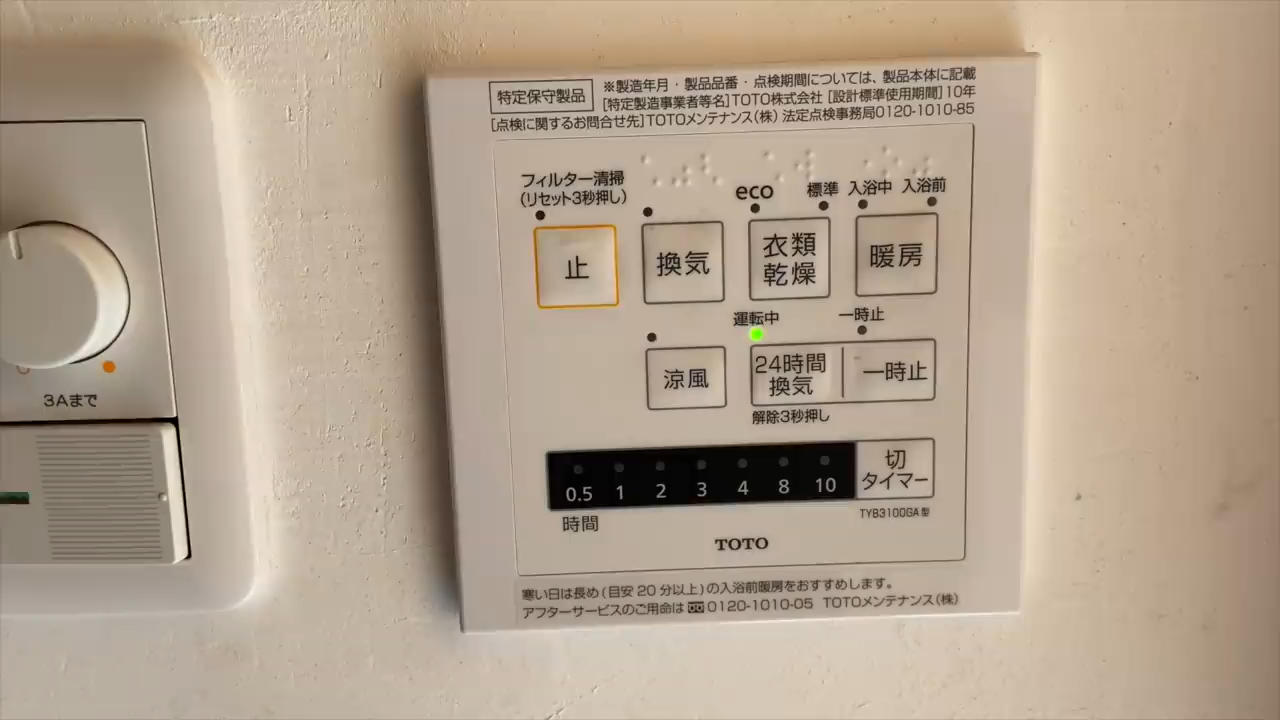 特定保守製品
※製造年月・製品品番・点検期間については、製品本体に記載
[特定製造事業者等名]TOTO株式会社 [設計標準使用期間]10年
[点検に関するお問合せ先]TOTOメンテナンス(株) 法定点検事務局0120-1010-85
フィルター清掃
(リセット3秒押し)
eco 標準 入浴中 入浴前
止
換気
衣類
乾燥
暖房
運転中 一時止
涼風
24時間
換気
一時止
解除3秒押し
0.5 1 2 3 4 8 10
切
タイマー
時間
TYB3100GA型
TOTO
寒い日は長め(目安20分以上)の入浴前暖房をおすすめします。
アフターサービスのご用命は 0120-1010-05 TOTOメンテナンス(株)
3Aまで